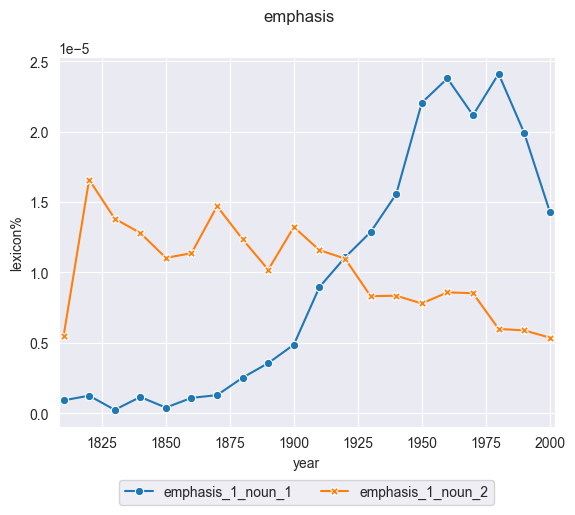 emphasis
1e−5
2.5
2.0
1.5
1.0
0.5
0.0
lexicon%
1825 1850 1875 1900 1925 1950 1975 2000
year
emphasis_1_noun_1 emphasis_1_noun_2